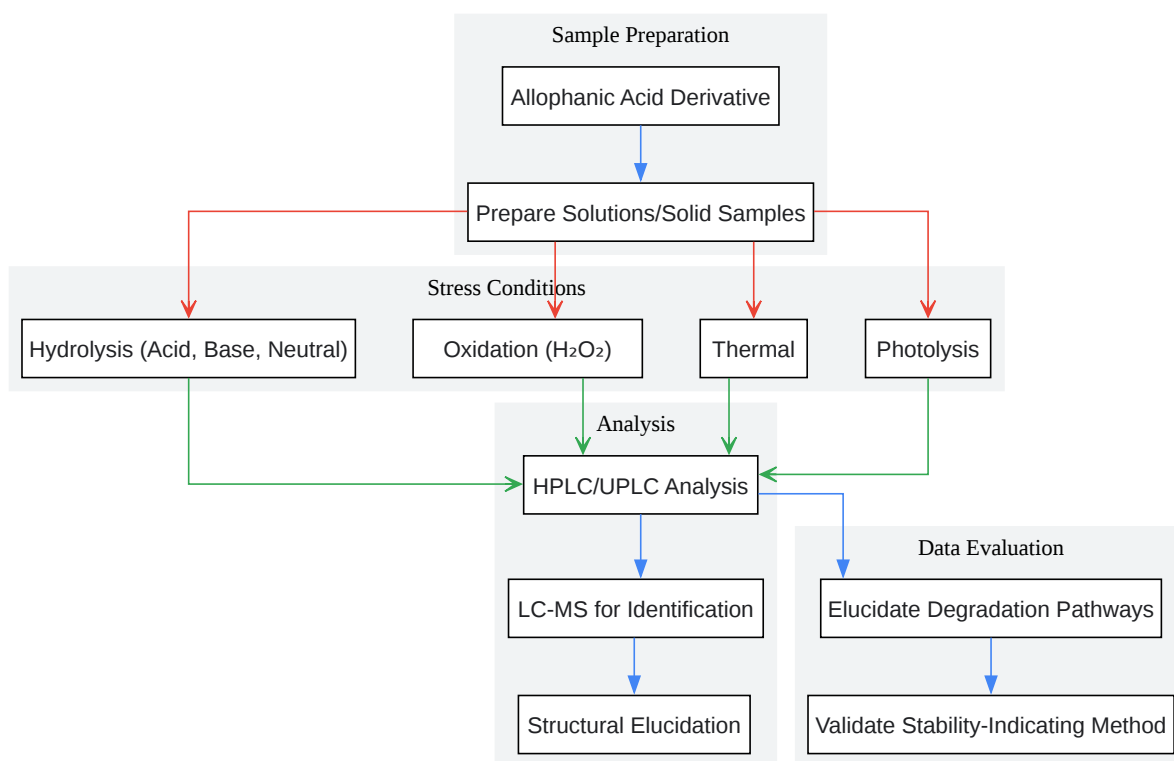 Sample Preparation
Allophanic Acid Derivative
Prepare Solutions/Solid Samples
Stress Conditions
Hydrolysis (Acid, Base, Neutral)
Oxidation (H₂O₂)
Thermal
Photolysis
Analysis
HPLC/UPLC Analysis
Data Evaluation
LC-MS for Identification
Elucidate Degradation Pathways
Structural Elucidation
Validate Stability-Indicating Method